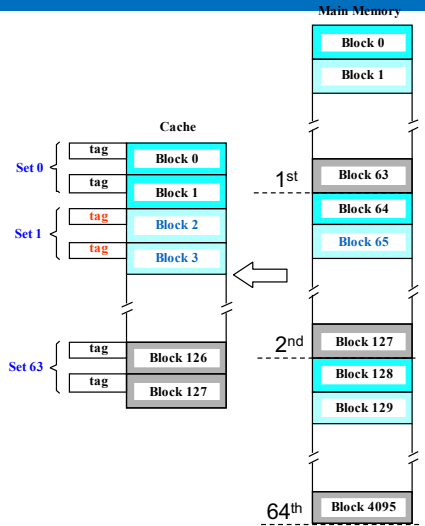 Main Memory
Block 0
Block 1
Cache
tag
Block 0
Set 0
tag
Block 1
tag
Block 2
Set 1
tag
Block 3
tag
Block 126
Set 63
tag
Block 127
1st
Block 63
Block 64
Block 65
2nd
Block 127
Block 128
Block 129
64th
Block 4095